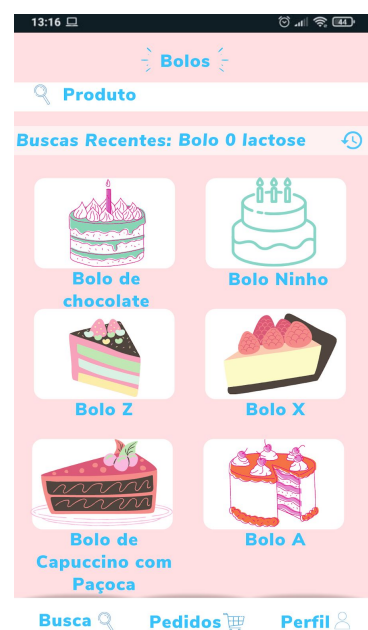 13:16
44
Bolos
Produto
Buscas Recentes: Bolo 0 lactose
Bolo de
chocolate
Bolo Ninho
Bolo Z
Bolo X
Bolo de
Capuccino com
Paçoca
Bolo A
Busca
Pedidos
Perfil